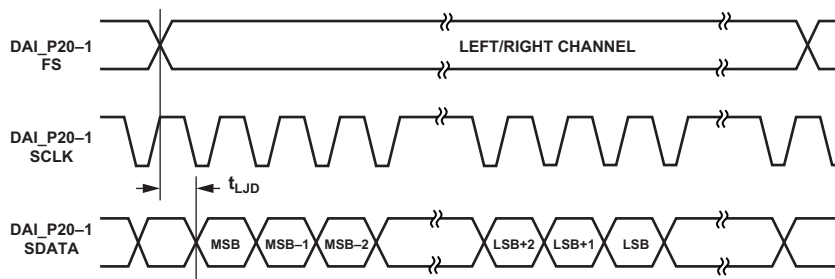 DAI_P20–1
FS
LEFT/RIGHT CHANNEL
DAI_P20–1
SCLK
tLJD
DAI_P20–1
SDATA
MSB
MSB–1
MSB–2
LSB+2
LSB+1
LSB